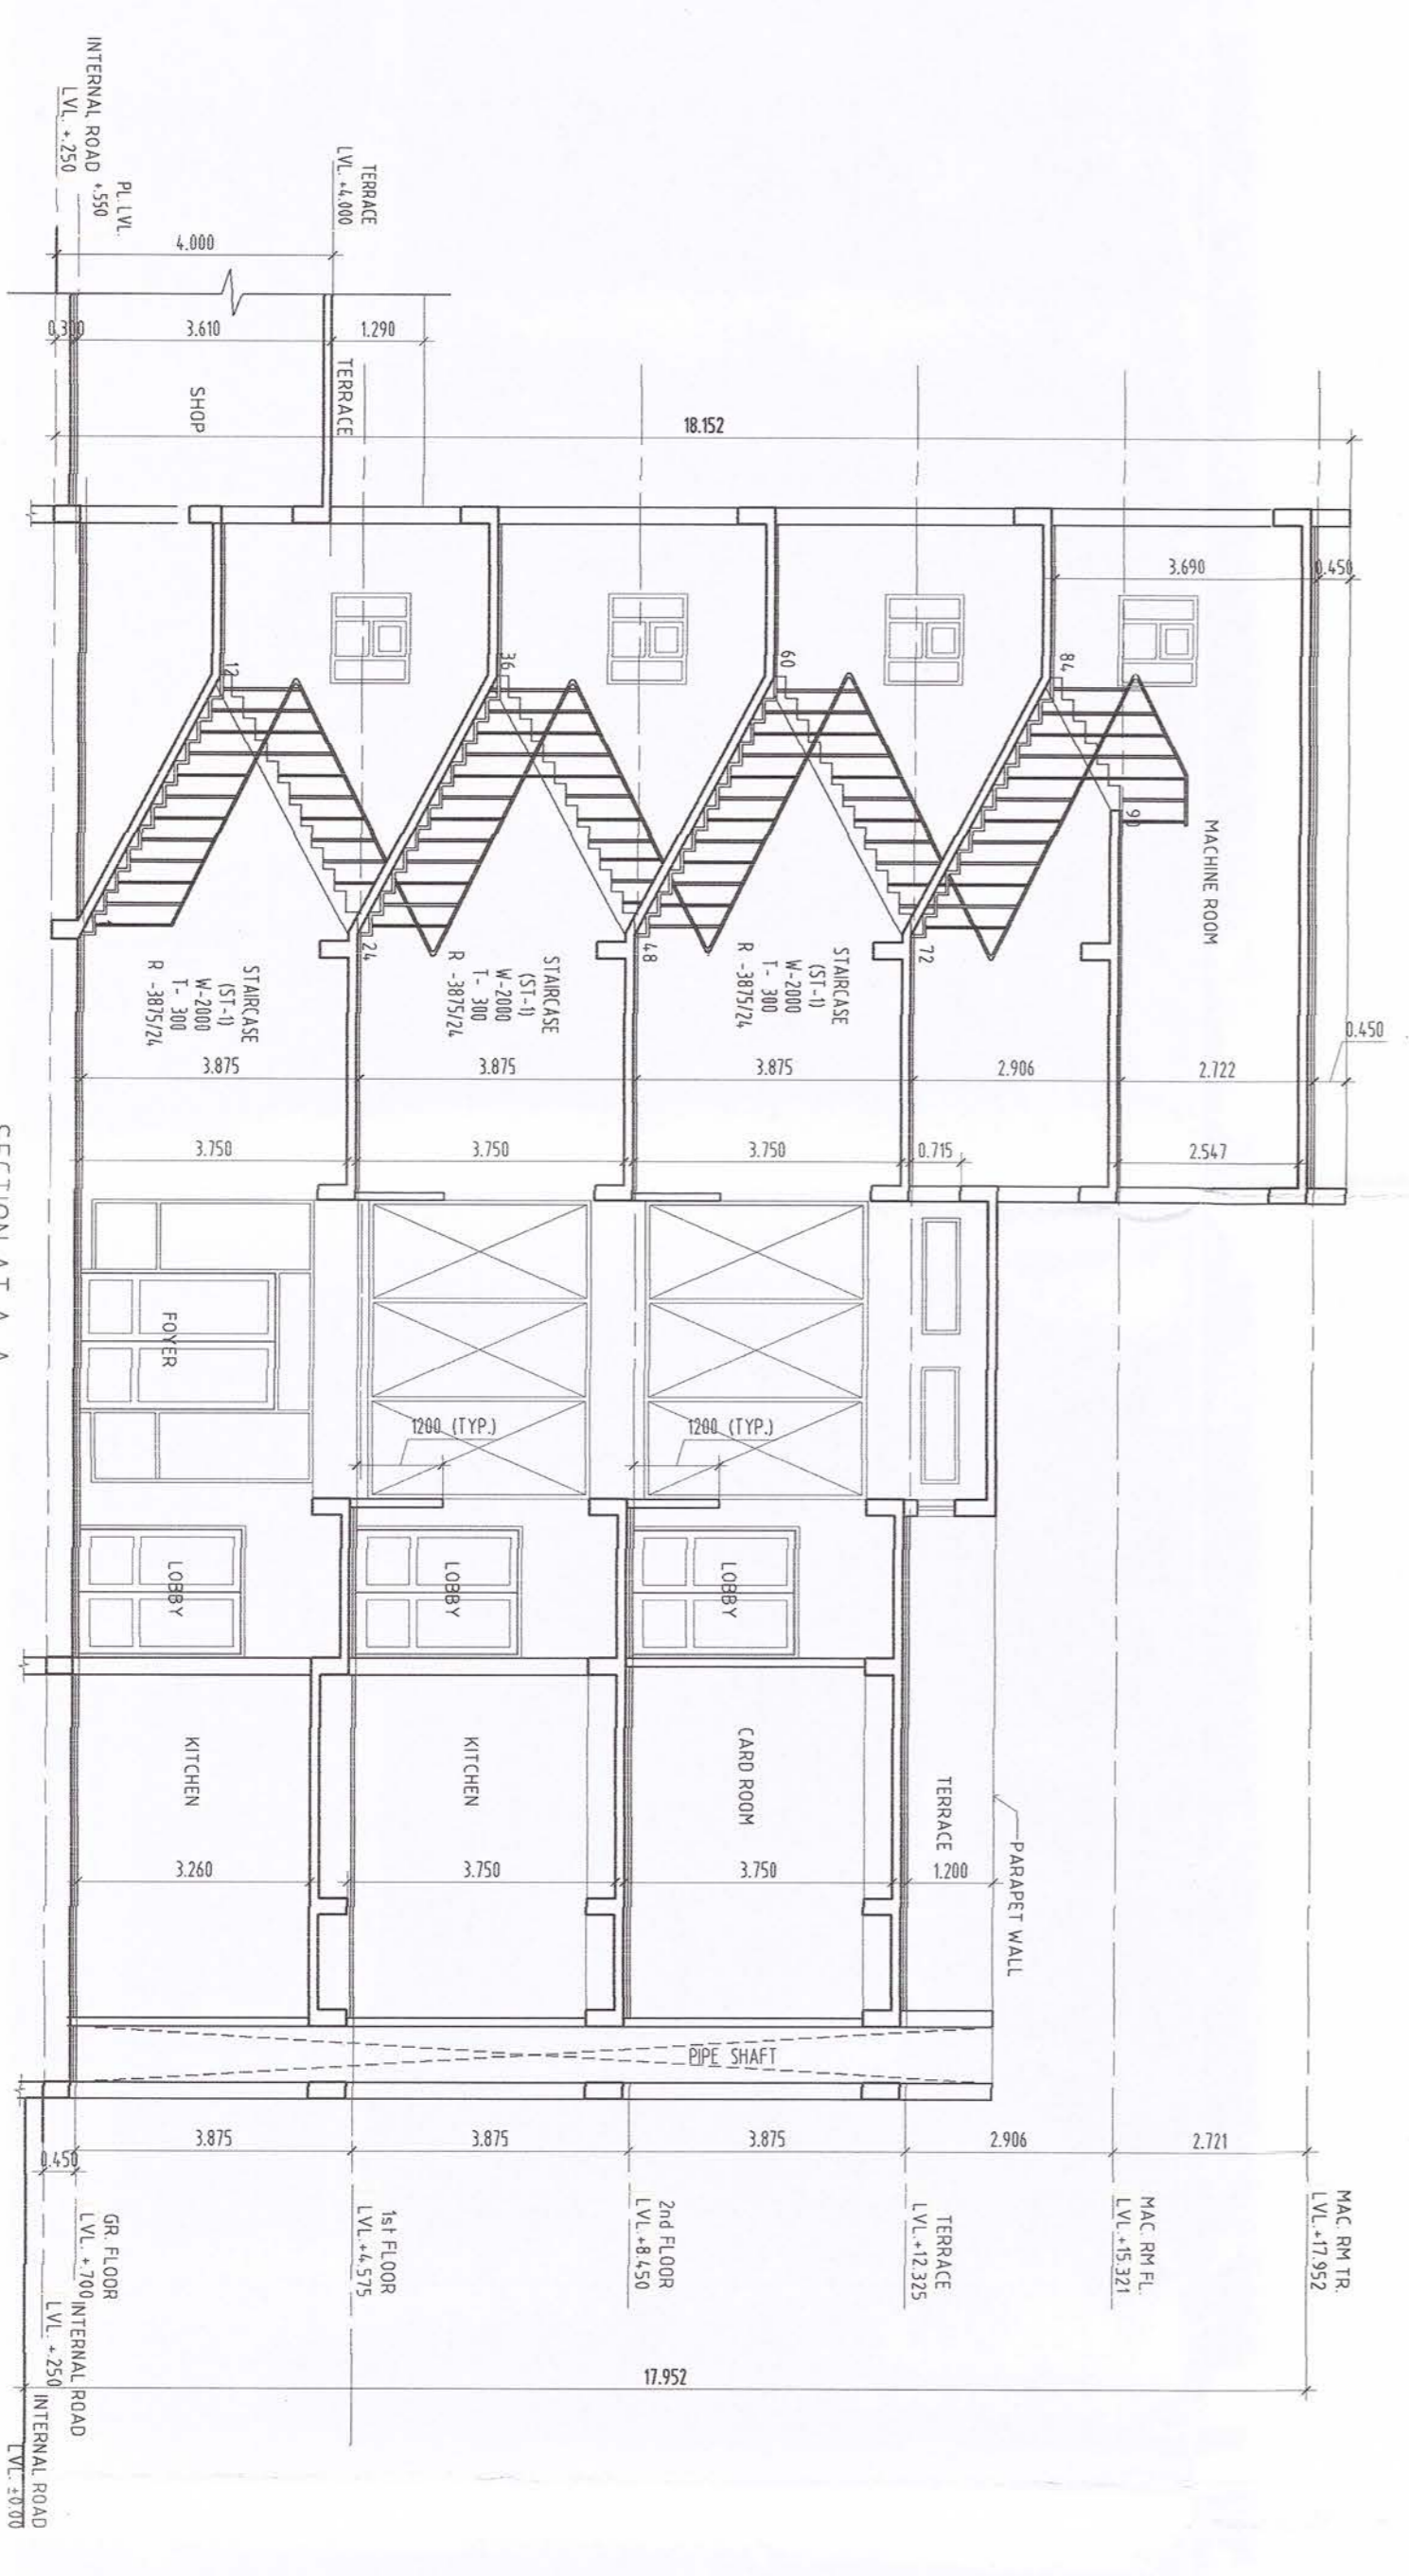 INTERNAL ROAD
LVL. +.250
PL. LVL.
+.550
TERRACE
LVL. +4.000
4.000
0.300
3.610
1.290
SHOP
TERRACE
18.152
3.690
0.450
12
36
60
84
90
MACHINE ROOM
24
48
72
STAIRCASE
(ST-1)
W-2000
T- 300
R -3875/24
STAIRCASE
(ST-1)
W-2000
T- 300
R -3875/24
STAIRCASE
(ST-1)
W-2000
T- 300
R -3875/24
0.450
3.875
3.875
3.875
2.906
2.722
3.750
3.750
3.750
0.715
2.547
FOYER
1200 (TYP.)
1200 (TYP.)
LOBBY
LOBBY
LOBBY
KITCHEN
KITCHEN
CARD ROOM
TERRACE
PARAPET WALL
3.260
3.750
3.750
1.200
PIPE SHAFT
3.875
3.875
3.875
2.906
2.721
0.450
GR. FLOOR
LVL. +.700
1st FLOOR
LVL.+4.575
2nd FLOOR
LVL.+8.450
TERRACE
LVL.+12.325
MAC. RM FL.
LVL.+15.321
MAC. RM TR.
LVL.+17.952
INTERNAL ROAD
LVL. +.250
17.952
INTERNAL ROAD
LVL. ±0.00